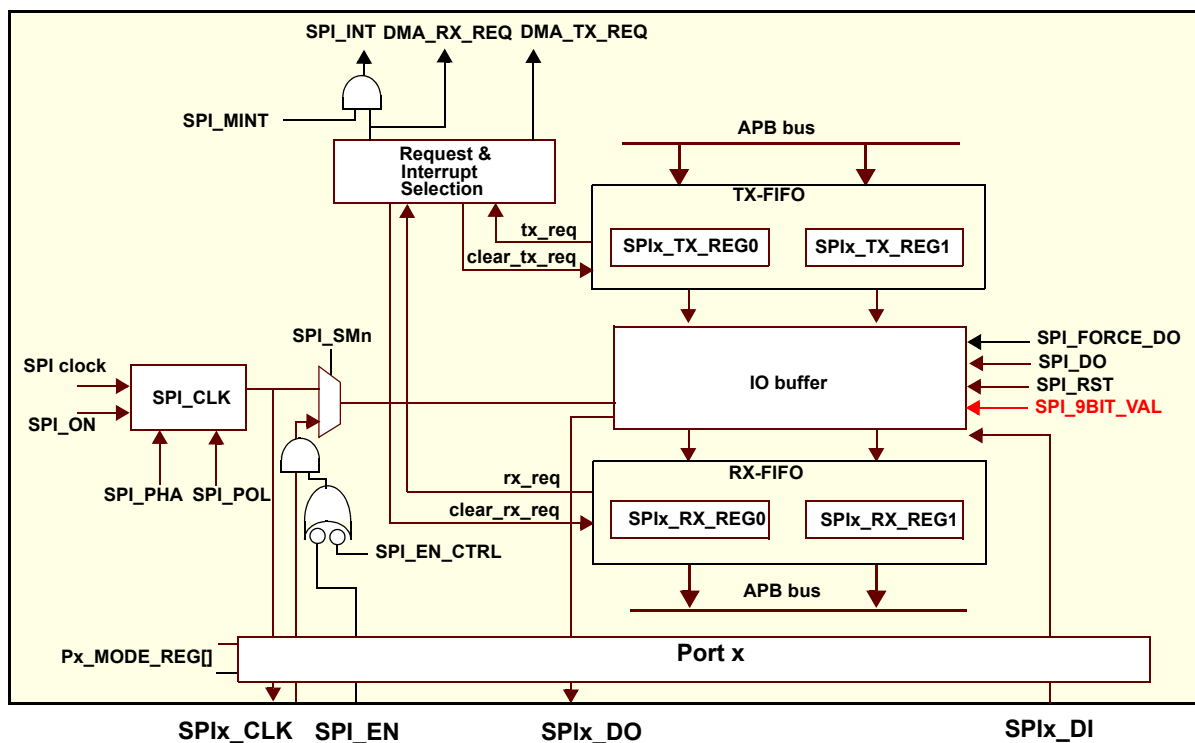 SPI_INT DMA_RX_REQ DMA_TX_REQ
SPI_MINT
APB bus
Request &
Interrupt
Selection
TX-FIFO
tx_req
SPIx_TX_REG0 SPIx_TX_REG1
clear_tx_req
SPI_SMn
SPI_FORCE_DO
SPI clock
SPI_DO
SPI_CLK
IO buffer
SPI_RST
SPI_9BIT_VAL
SPI_ON
SPI_PHA SPI_POL
rx_req
RX-FIFO
clear_rx_req
SPIx_RX_REG0 SPIx_RX_REG1
SPI_EN_CTRL
APB bus
Px_MODE_REG[]
Port x
SPIx_CLK SPI_EN SPIx_DO SPIx_DI